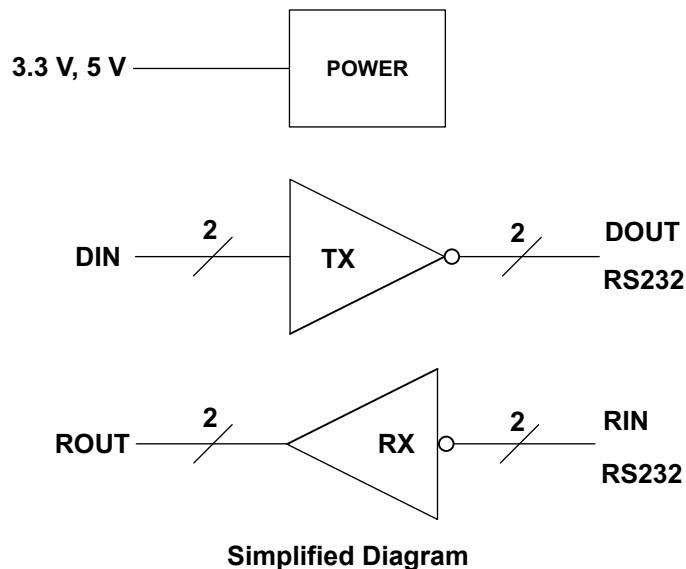 3.3 V, 5 V
POWER
DIN
2
TX
2
DOUT
RS232
ROUT
2
RX
2
RIN
RS232
Simplified Diagram